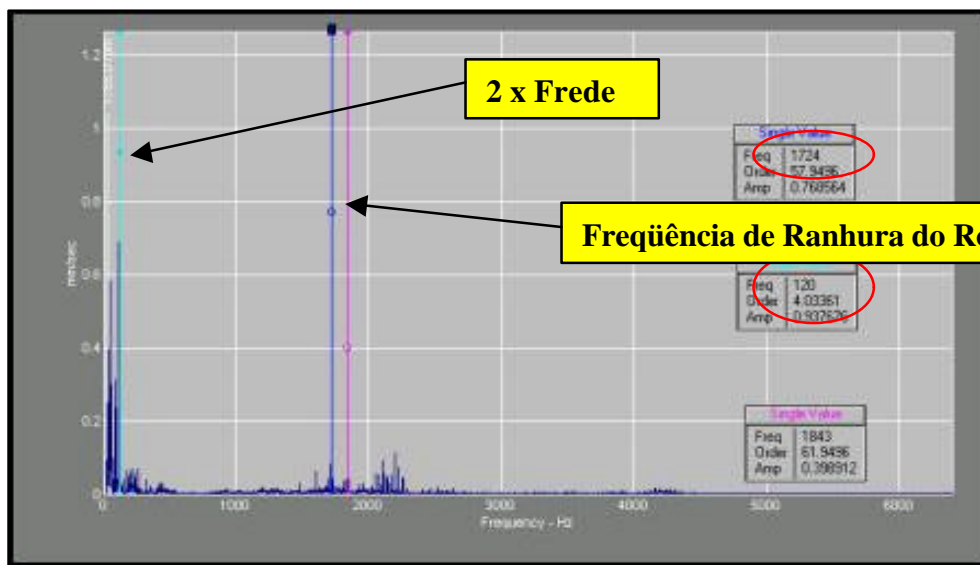 1.2
1
0.8
0.6
0.4
0.2
0
mm/sec
2 x Frede
Single Value
Freq 1724
Order 57.9496
Amp 0.768564
Freqüência de Ranhura do Ro
Freq 120
Order 4.03361
Amp 0.937676
Single Value
Freq 1843
Order 61.9496
Amp 0.398912
0 1000 2000 3000 4000 5000 6000
Frequency - Hz